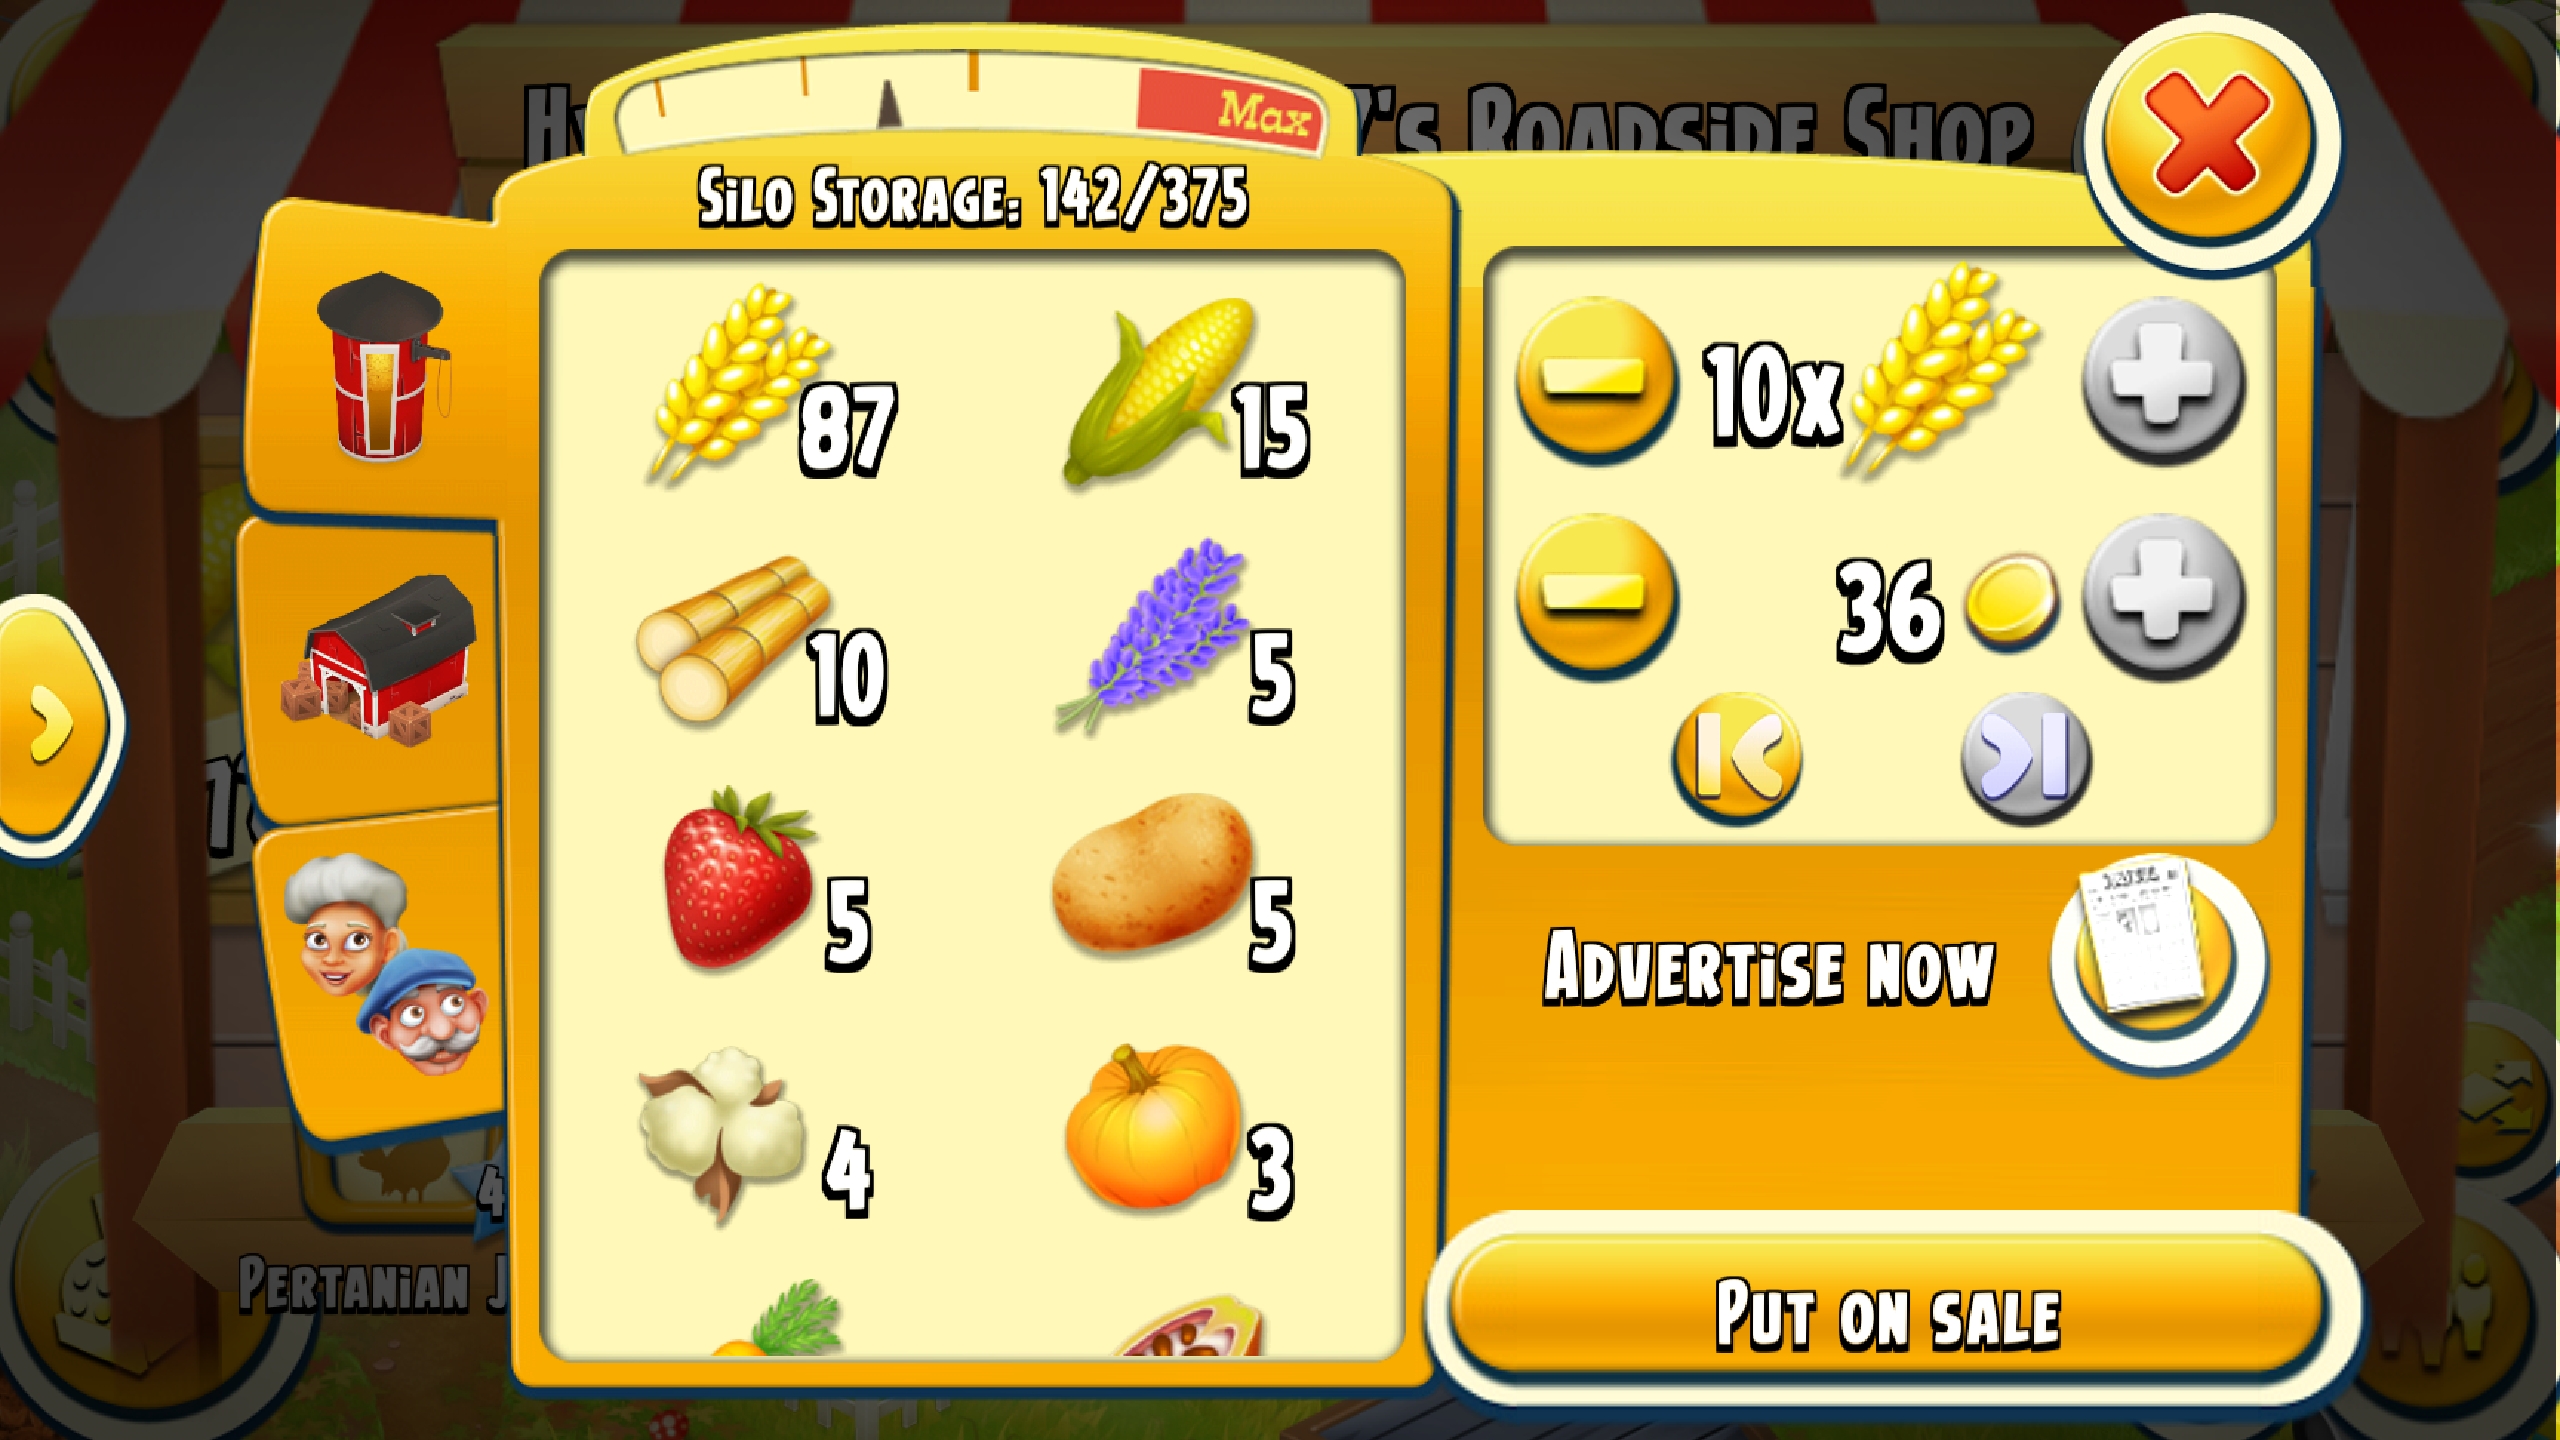 's Roadside Shop
Max
Silo Storage: 142/375
87
15
10x
10
5
36
5
5
Advertise now
4
3
Pertanian
Put on sale